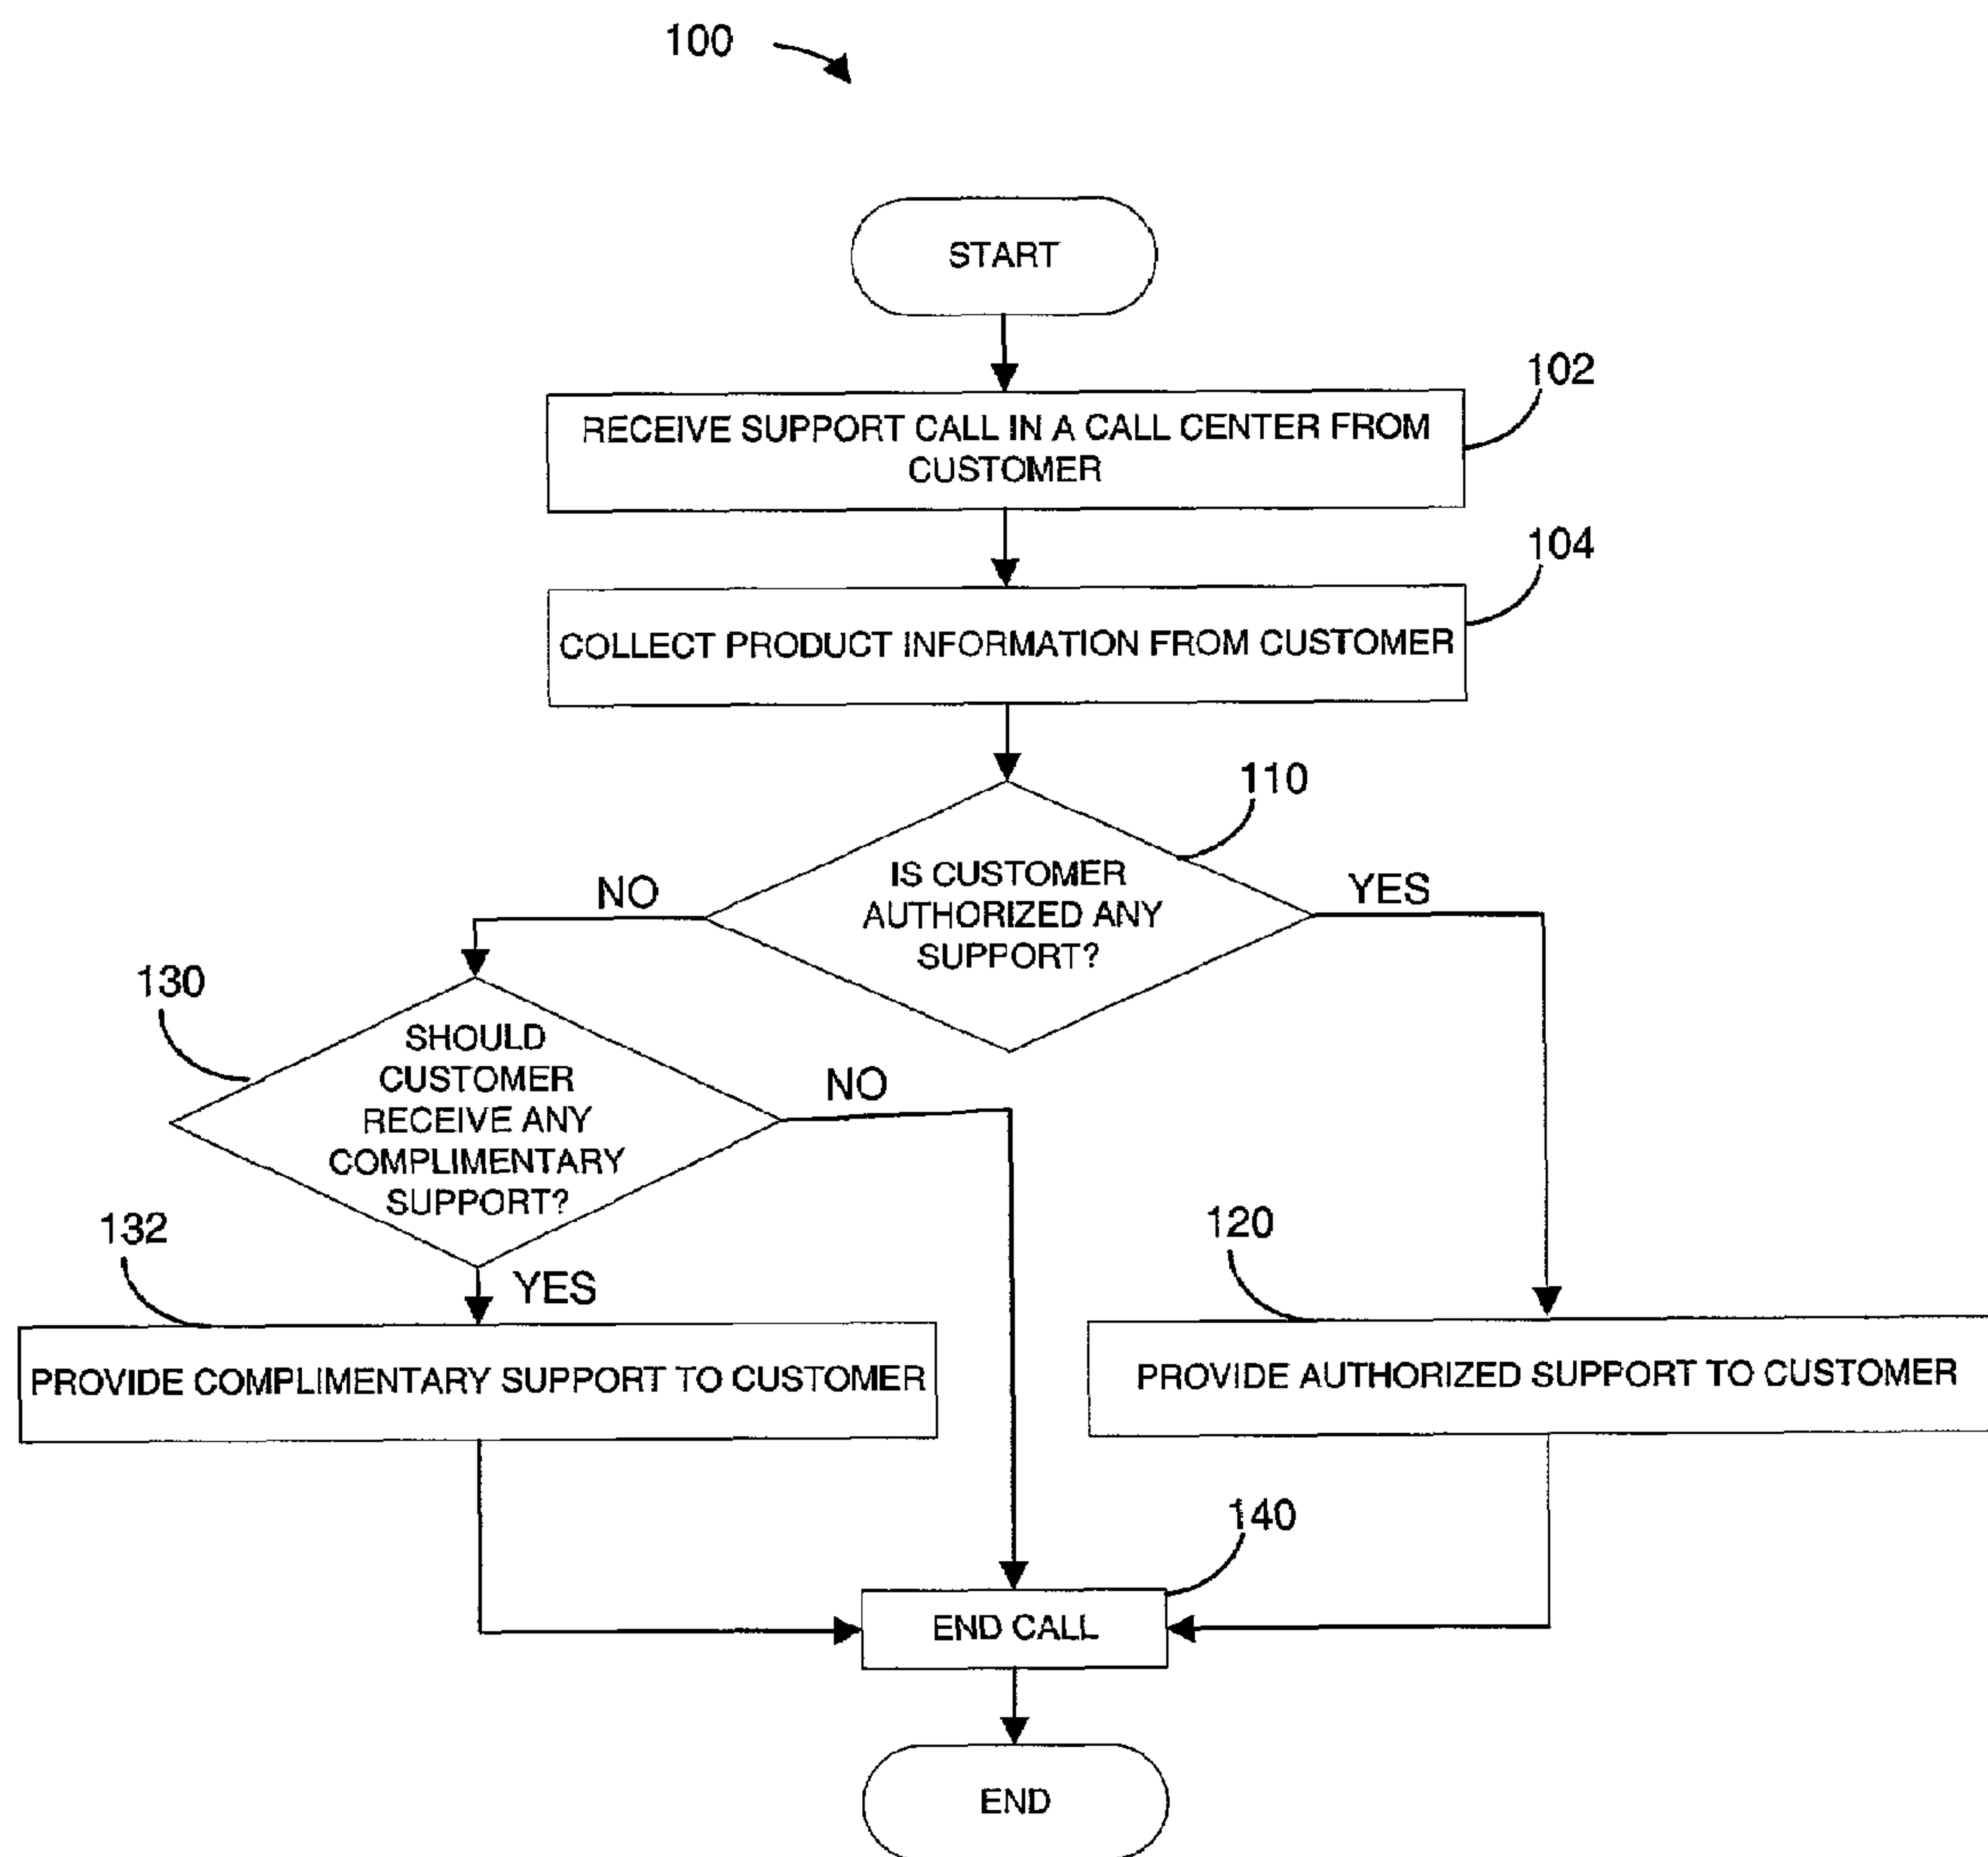 100
START
102
RECEIVE SUPPORT CALL IN A CALL CENTER FROM
CUSTOMER
104
COLLECT PRODUCT INFORMATION FROM CUSTOMER
110
IS CUSTOMER
AUTHORIZED ANY
SUPPORT?
NO
YES
130
SHOULD
CUSTOMER
RECEIVE ANY
COMPLIMENTARY
SUPPORT?
NO
YES
132
PROVIDE COMPLIMENTARY SUPPORT TO CUSTOMER
120
PROVIDE AUTHORIZED SUPPORT TO CUSTOMER
140
END CALL
END